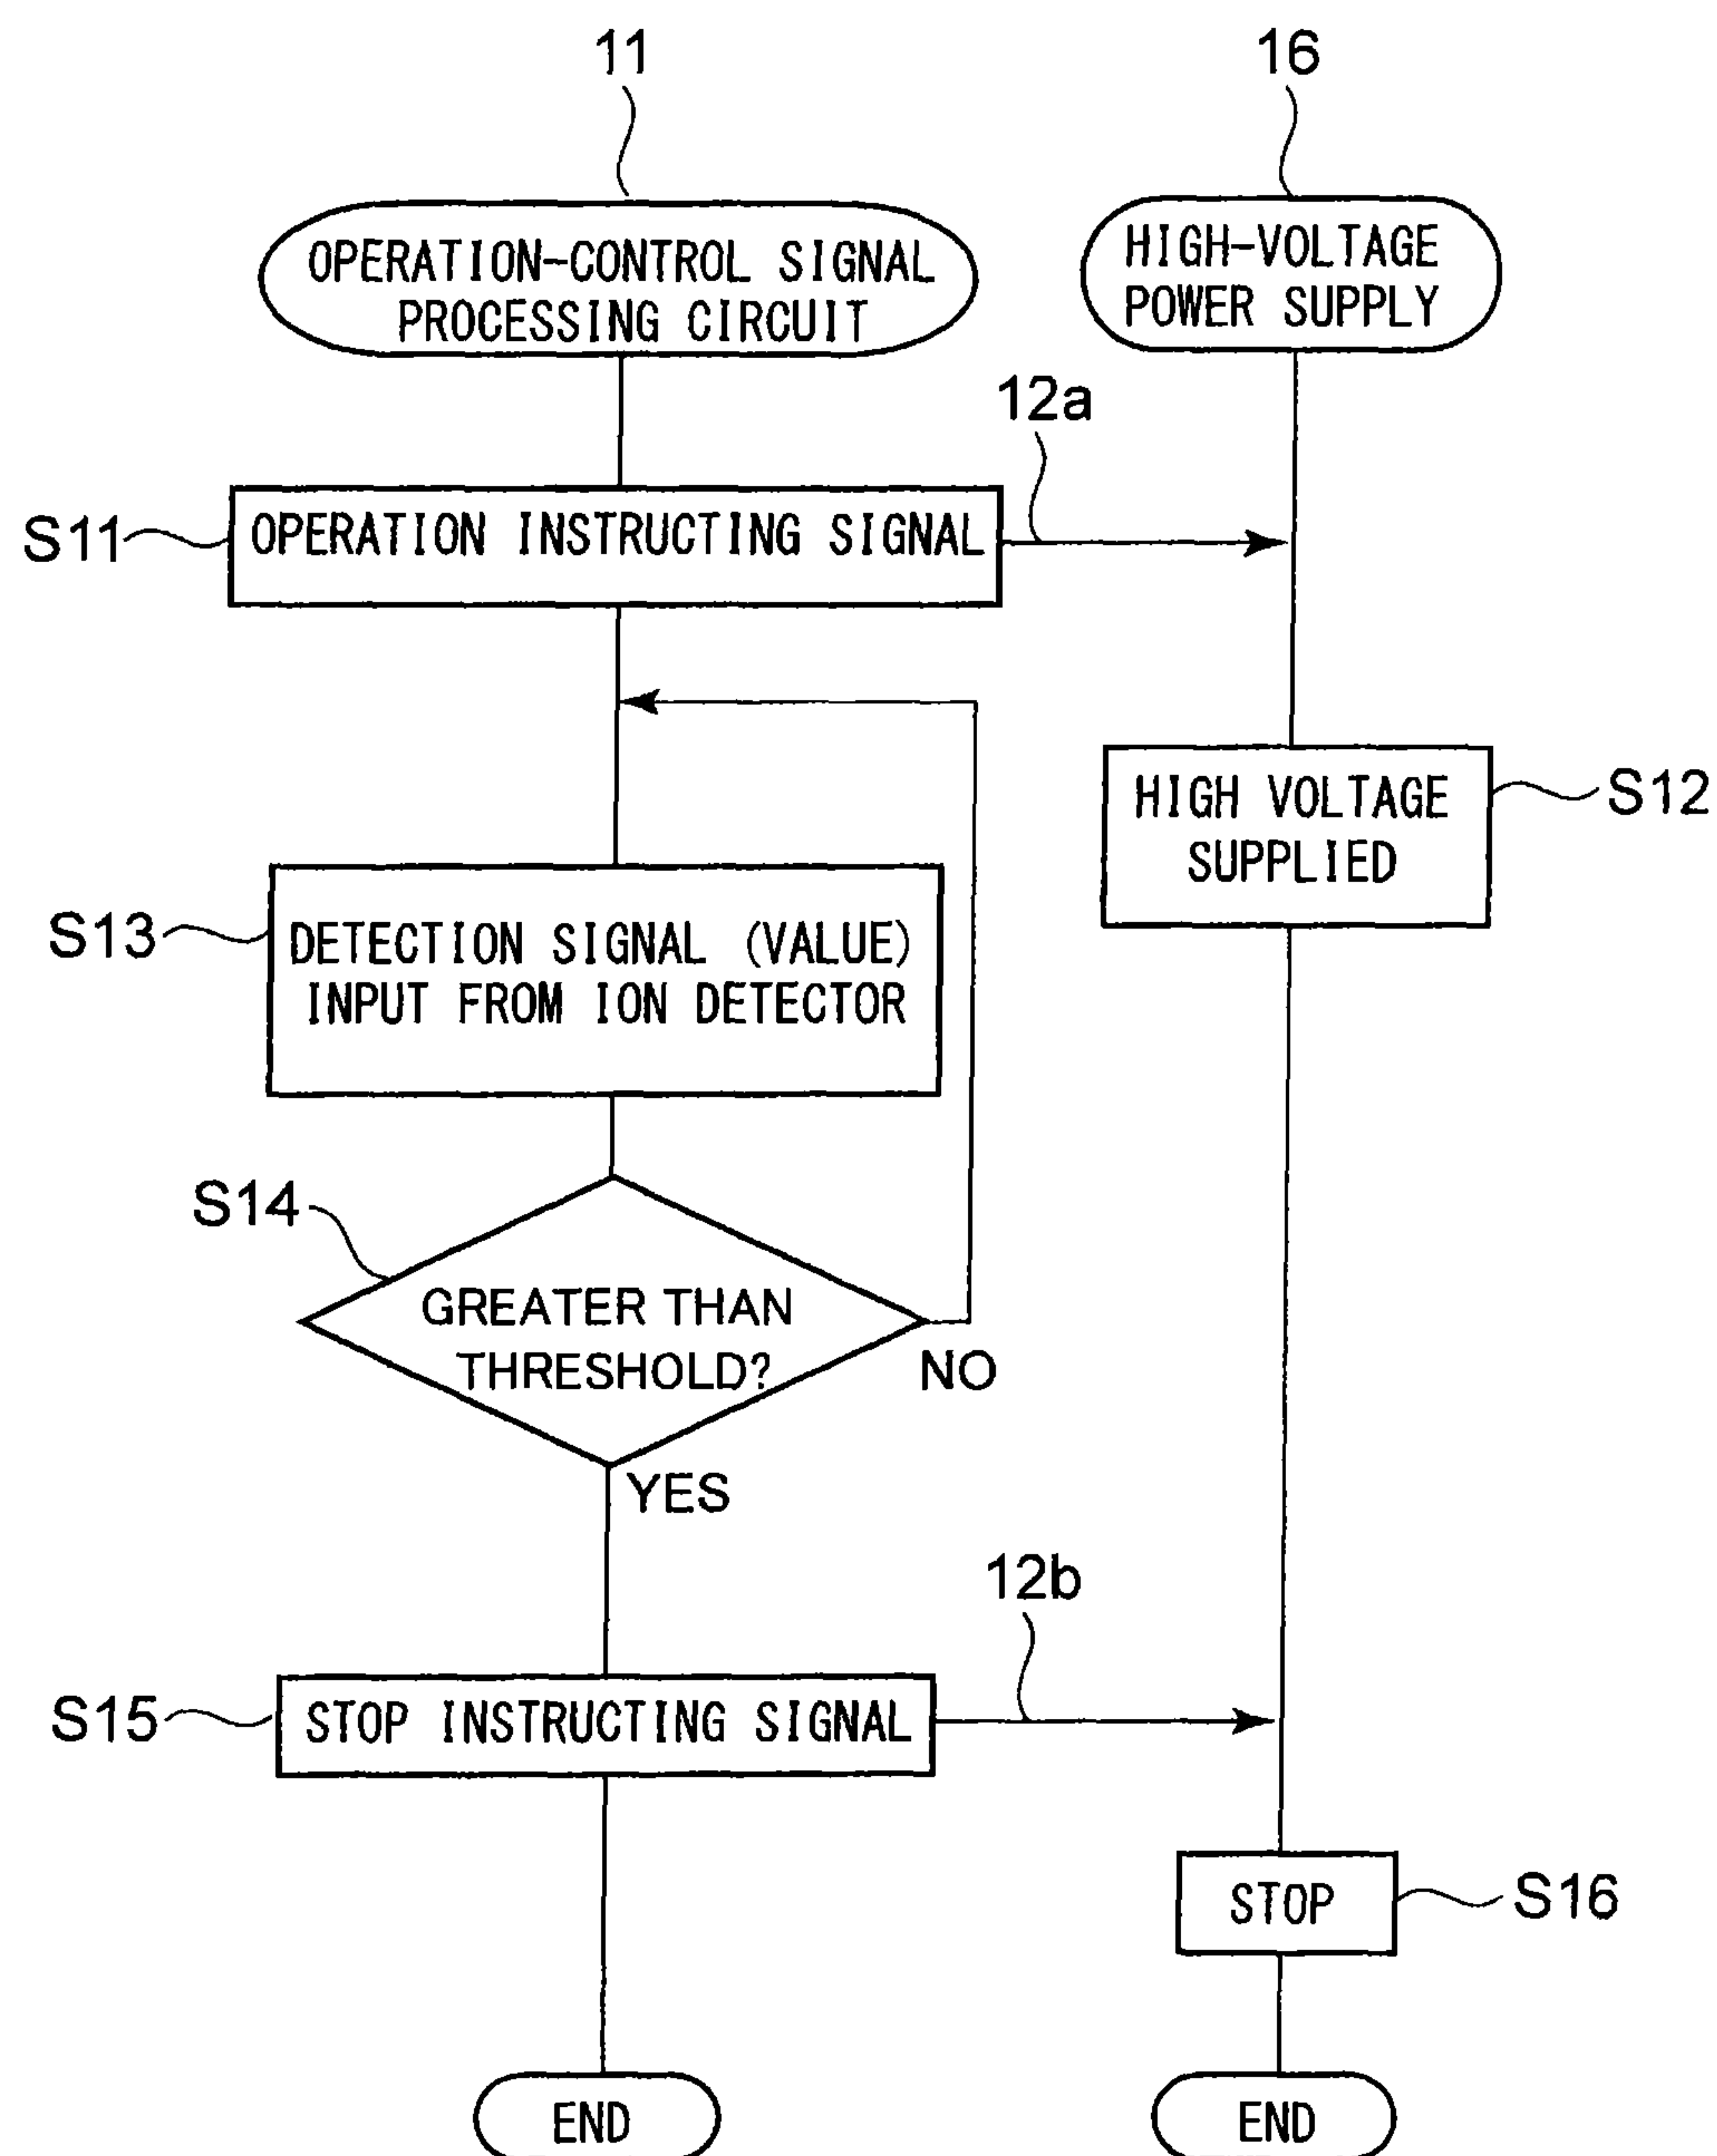 11
16
OPERATION-CONTROL SIGNAL
PROCESSING CIRCUIT
HIGH-VOLTAGE
POWER SUPPLY
12a
S11
OPERATION INSTRUCTING SIGNAL
HIGH VOLTAGE
SUPPLIED
S12
S13
DETECTION SIGNAL (VALUE)
INPUT FROM ION DETECTOR
S14
GREATER THAN
THRESHOLD?
NO
YES
12b
S15
STOP INSTRUCTING SIGNAL
STOP
S16
END
END